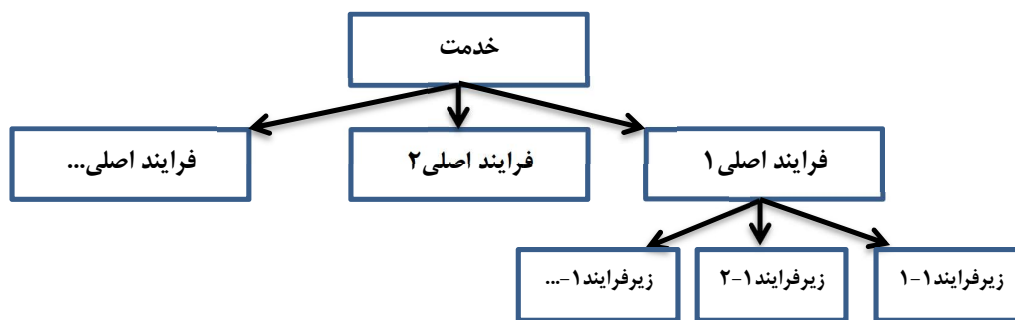 خدمت
فرایند اصلی۱
فرایند اصلی۲
فرایند اصلی...
زیرفرایند۱-۱
زیرفرایند۱-۲
زیرفرایند۱-...